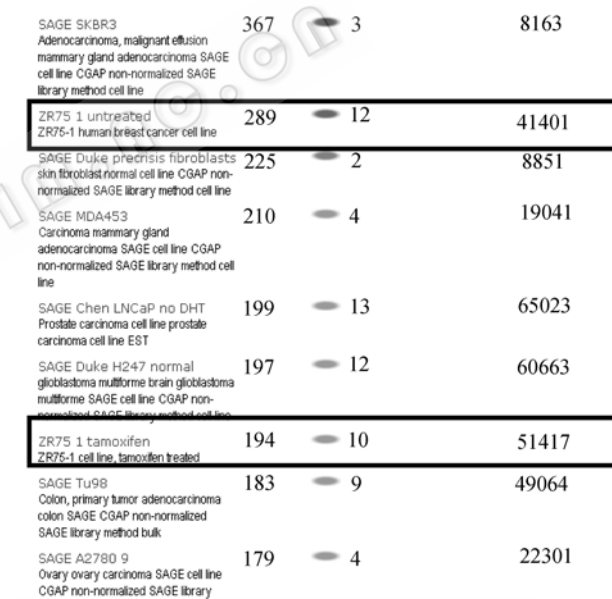 SAGE SKBR3 367 3 8163
Adenocarcinoma, malignant effusion
mammary gland adenocarcinoma SAGE
cell line CGAP non-normalized SAGE
library method cell line
ZR75 1 untreated 289 12 41401
ZR75-1 human breast cancer cell line
SAGE Duke precrisis fibroblasts 225 2 8851
skin fibroblast normal cell line CGAP non-
normalized SAGE library method cell line
SAGE MDA453 210 4 19041
Carcinoma mammary gland
adenocarcinoma SAGE cell line CGAP
non-normalized SAGE library method cell
line
SAGE Chen LNCaP no DHT 199 13 65023
Prostate carcinoma cell line prostate
carcinoma cell line EST
SAGE Duke H247 normal 197 12 60663
glioblastoma multiforme brain glioblastoma
multiforme SAGE cell line CGAP non-
normalized SAGE library method cell line
ZR75 1 tamoxifen 194 10 51417
ZR75-1 cell line, tamoxifen treated
SAGE Tu98 183 9 49064
Colon, primary tumor adenocarcinoma
colon SAGE CGAP non-normalized
SAGE library method bulk
SAGE A2780 9 179 4 22301
Ovary ovary carcinoma SAGE cell line
CGAP non-normalized SAGE library